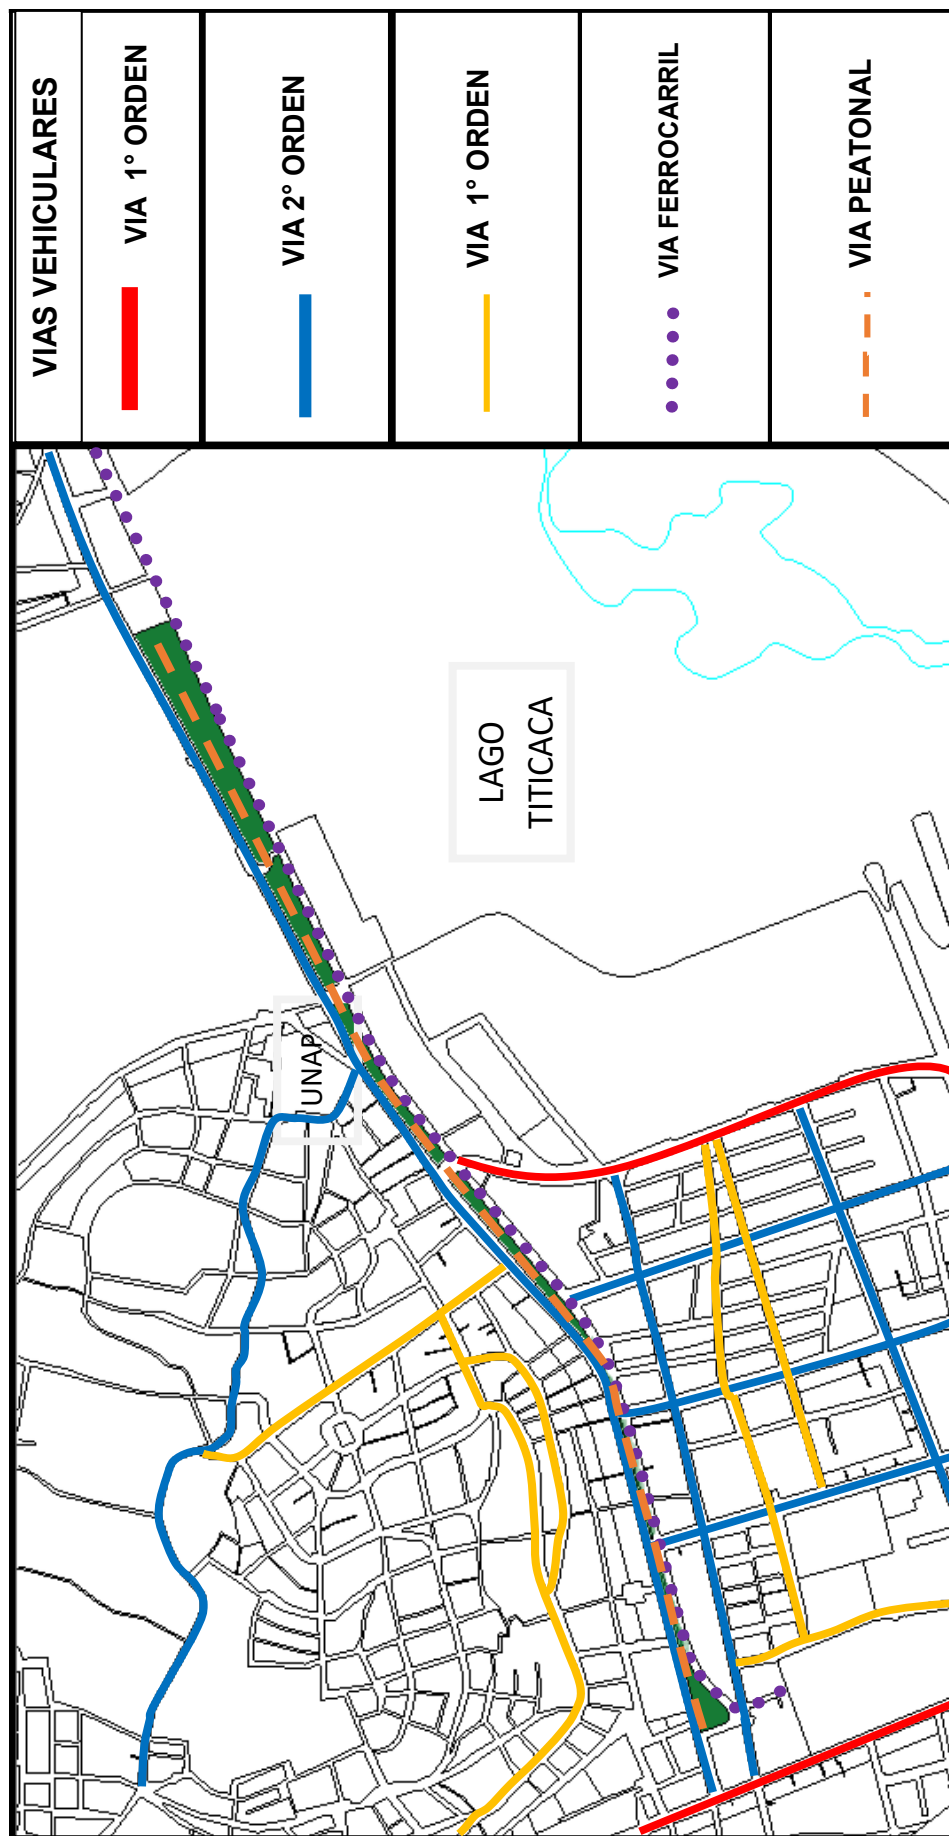 VIAS VEHICULARES
VIA 1° ORDEN
VIA 2° ORDEN
VIA 1° ORDEN
VIA FERROCARRIL
VIA PEATONAL
UNAP
LAGO
TITICACA